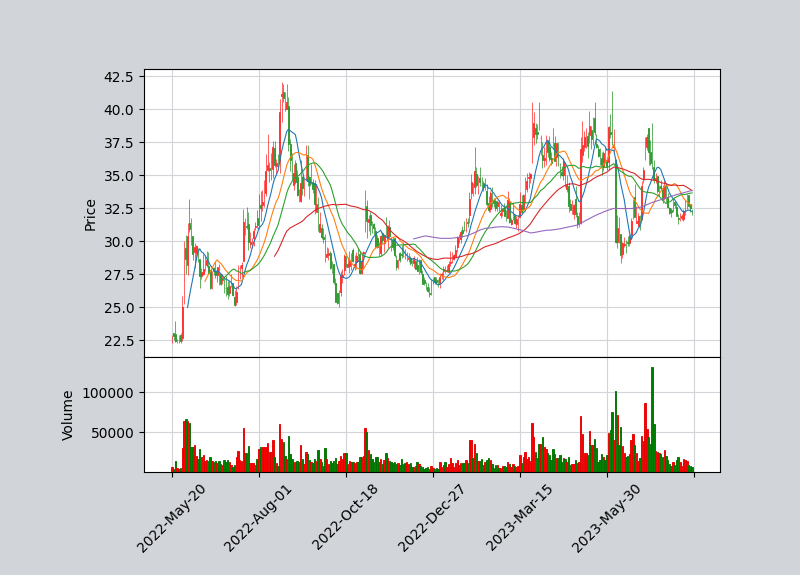 42.5
40.0
37.5
35.0
32.5
30.0
27.5
25.0
22.5
Price
100000
50000
Volume
2022-May-20
2022-Aug-01
2022-Oct-18
2022-Dec-27
2023-Mar-15
2023-May-30